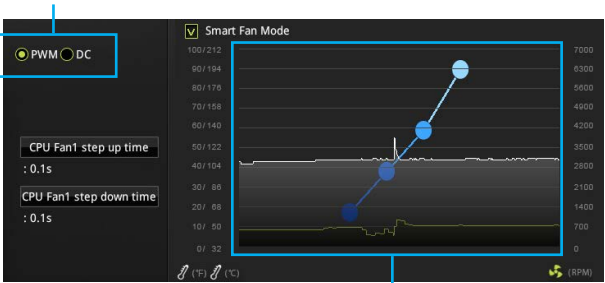 PWM DC
CPU Fan1 step up time
: 0.1s
CPU Fan1 step down time
: 0.1s
V Smart Fan Mode
100/212 7000
90/194 6300
80/176 5600
70/158 4900
60/140 4200
50/122 3500
40/104 2800
30/ 86 2100
20/ 68 1400
10/ 50 700
0/ 32 0
(°F) (°C) (RPM)